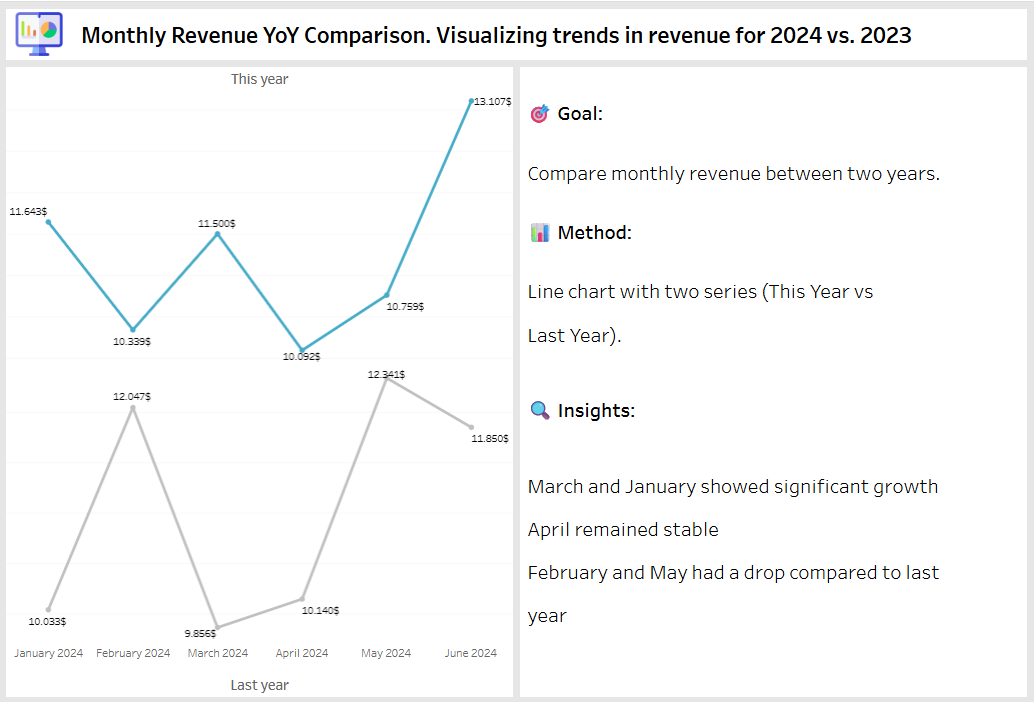 Monthly Revenue YoY Comparison. Visualizing trends in revenue for 2024 vs. 2023
This year
13.107$
11.643$
11.500$
10.759$
10.339$
10.092$
12.341$
12.047$
11.850$
10.140$
10.033$
9.856$
January 2024 February 2024 March 2024 April 2024 May 2024 June 2024
Last year
Goal:
Compare monthly revenue between two years.
Method:
Line chart with two series (This Year vs
Last Year).
Insights:
March and January showed significant growth
April remained stable
February and May had a drop compared to last
year